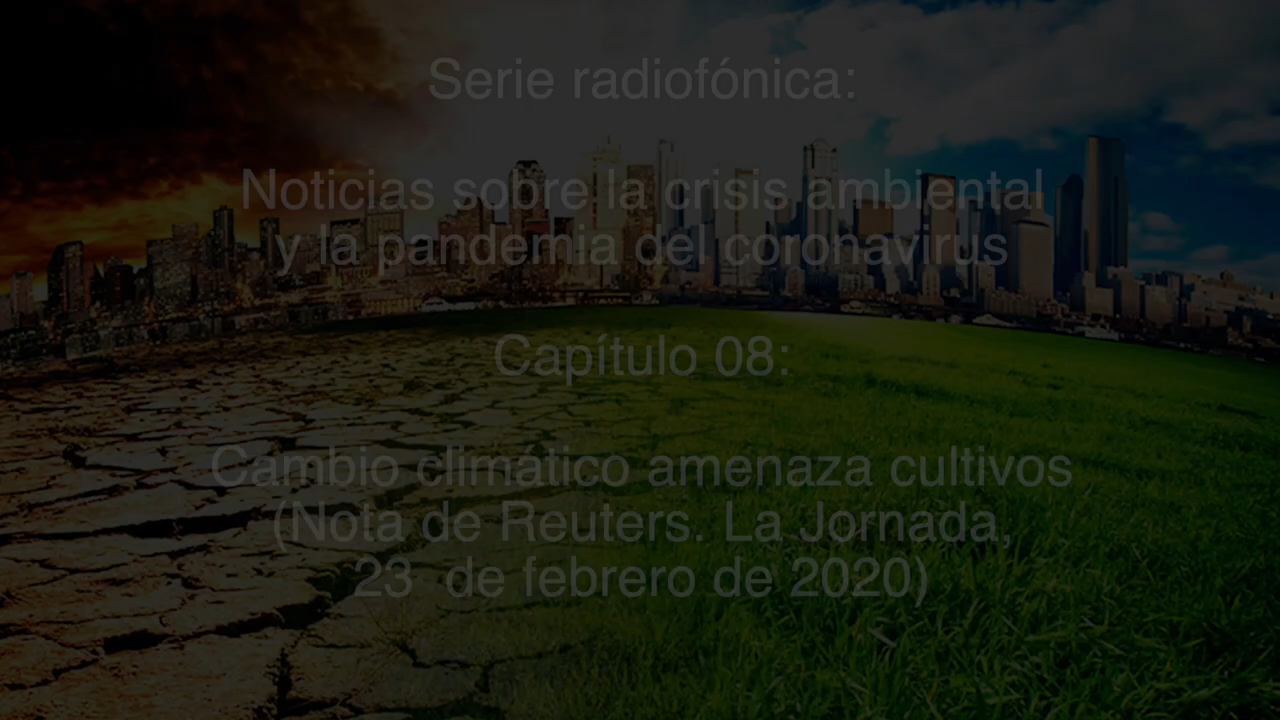 Serie radiofónica:
Noticias sobre la crisis ambiental
y la pandemia de coronavirus
Capítulo 08:
Cambio climático amenaza cultivos
(Nota de Reuters. La Jornada,
23 de febrero de 2020)